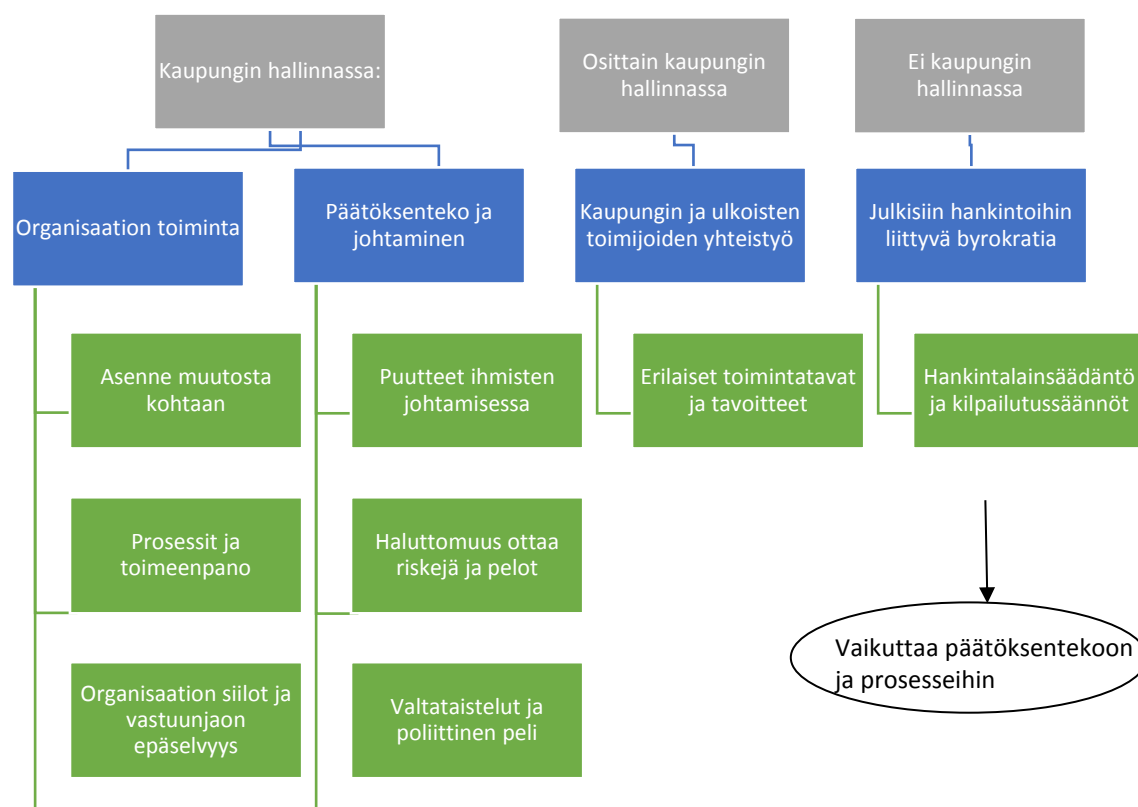 Kaupungin hallinnassa:
Osittain kaupungin
hallinnassa
Ei kaupungin
hallinnassa
Organisaation toiminta
Päätöksenteko ja
johtaminen
Kaupungin ja ulkoisten
toimijoiden yhteistyö
Julkisiin hankintoihin
liittyvä byrokratia
Asenne muutosta
kohtaan
Puutteet ihmisten
johtamisessa
Erilaiset toimintatavat
ja tavoitteet
Hankintalainsäädäntö
ja kilpailutussäännöt
Prosessit ja
toimeenpano
Haluttomuus ottaa
riskejä ja pelot
Organisaation siilot ja
vastuunjaon
epäselvyys
Valtataistelut ja
poliittinen peli
Vaikuttaa päätöksentekoon
ja prosesseihin